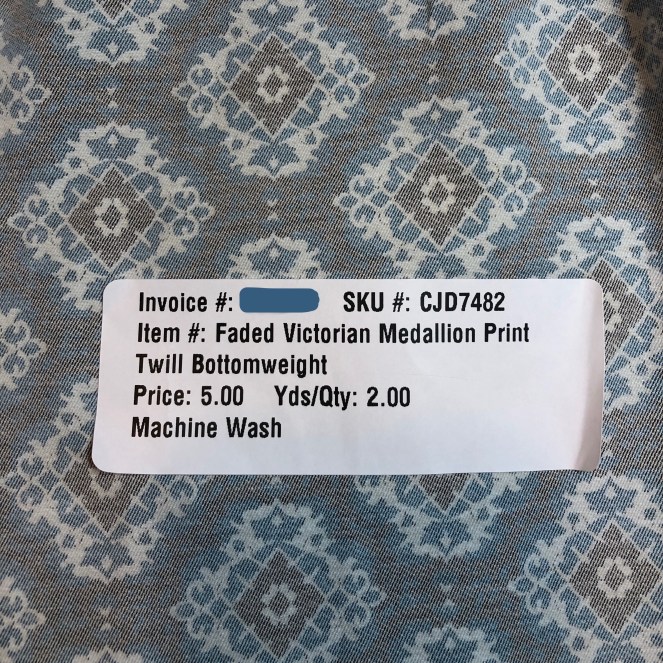 Invoice #: SKU #: CJD7482
Item #: Faded Victorian Medallion Print
Twill Bottomweight
Price: 5.00 Yds/Qty: 2.00
Machine Wash